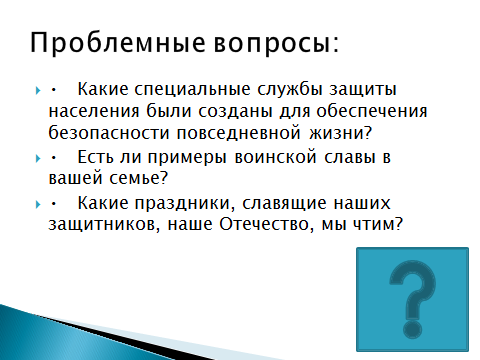 Проблемные вопросы:
• Какие специальные службы защиты
населения были созданы для обеспечения
безопасности повседневной жизни?
• Есть ли примеры воинской славы в
вашей семье?
• Какие праздники, славящие наших
защитников, наше Отечество, мы чтим?
?